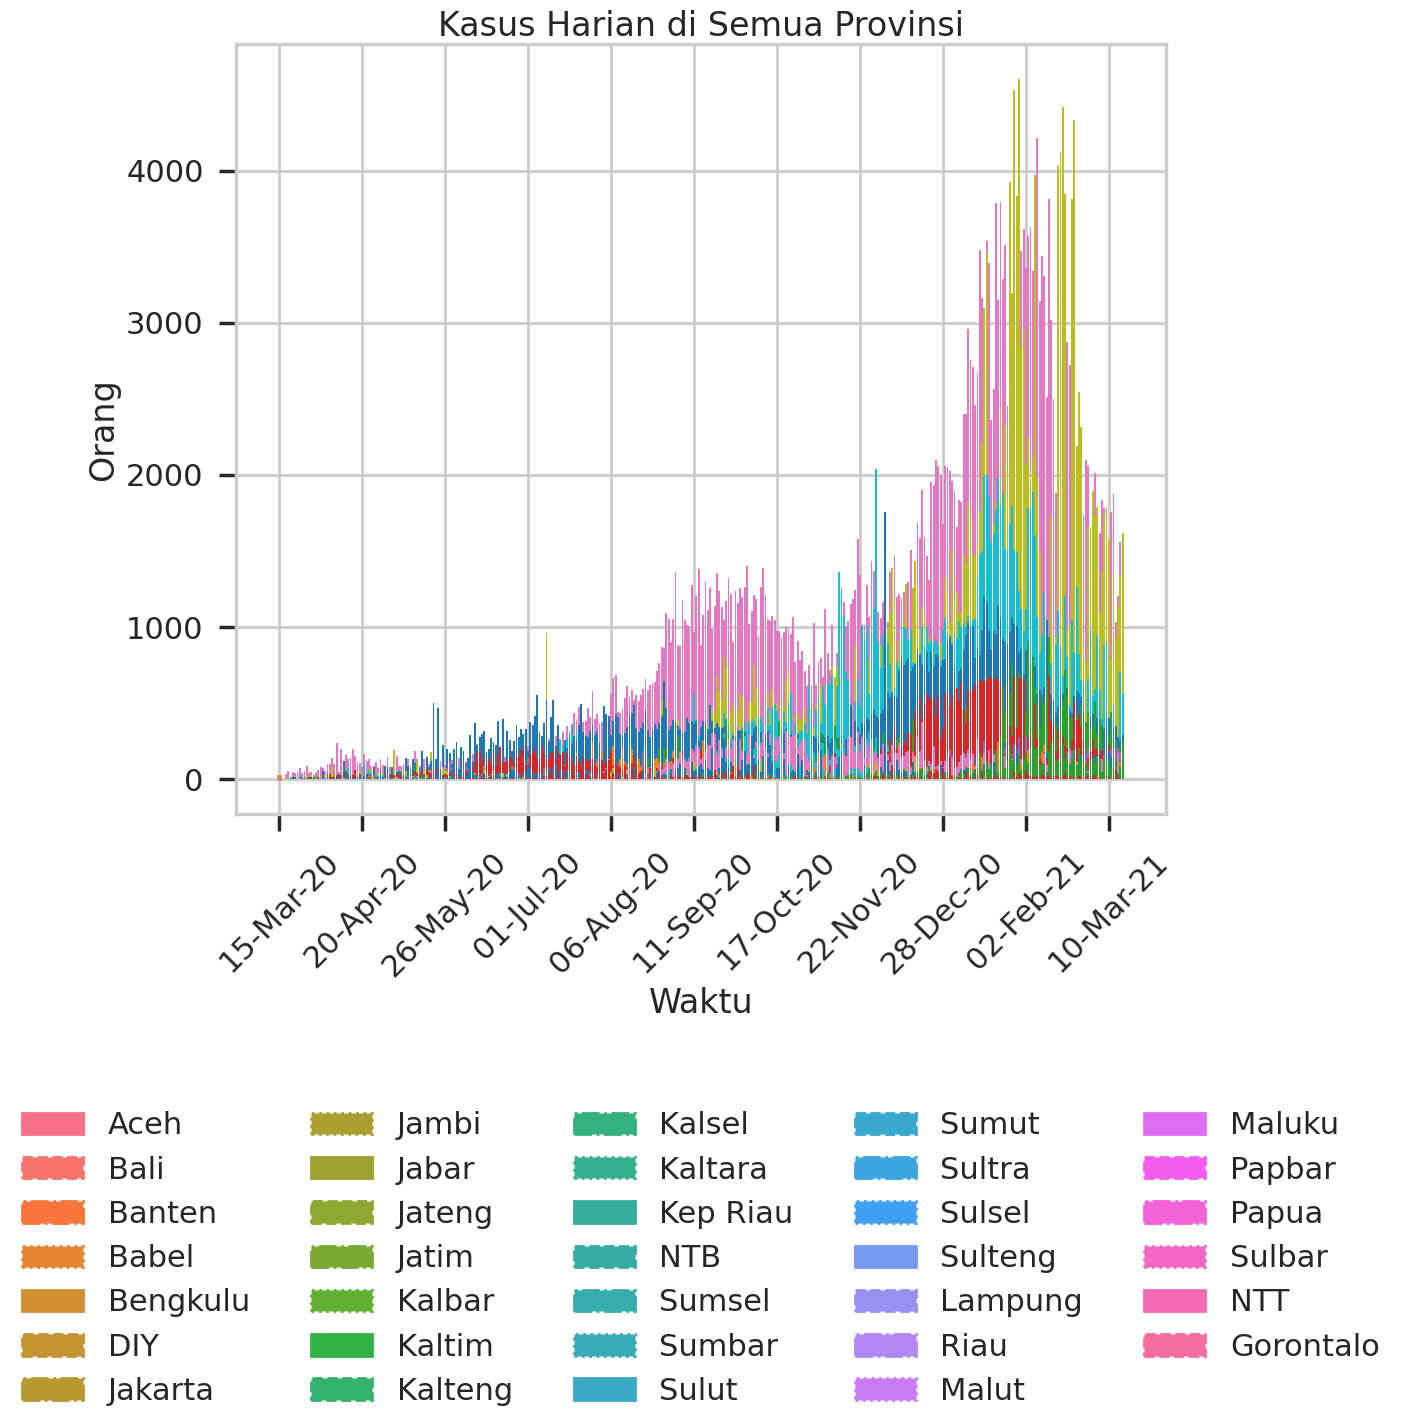 Kasus Harian di Semua Provinsi
4000
3000
2000
1000
0
Orang
15-Mar-20
20-Apr-20
26-May-20
01-Jul-20
06-Aug-20
11-Sep-20
17-Oct-20
22-Nov-20
28-Dec-20
02-Feb-21
10-Mar-21
Waktu
Aceh
Bali
Banten
Babel
Bengkulu
DIY
Jakarta
Jambi
Jabar
Jateng
Jatim
Kalbar
Kaltim
Kalteng
Kalsel
Kaltara
Kep Riau
NTB
Sumsel
Sumbar
Sulut
Sumut
Sultra
Sulsel
Sulteng
Lampung
Riau
Malut
Maluku
Papbar
Papua
Sulbar
NTT
Gorontalo